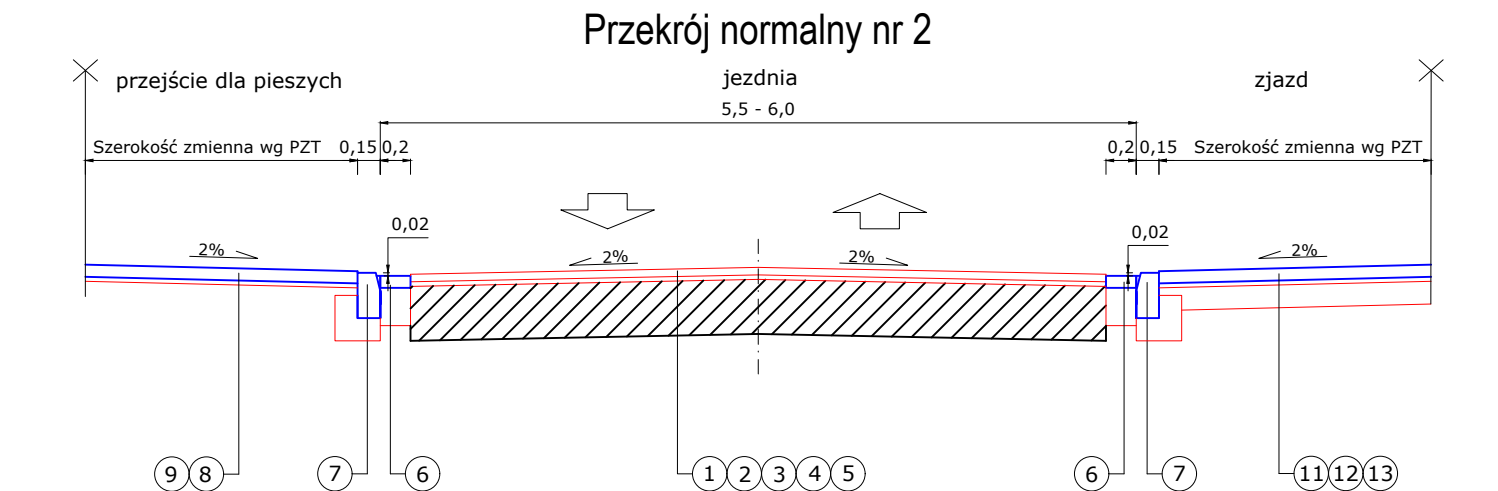 Przekrój normalny nr 2
przejście dla pieszych
jezdnia
zjazd
5,5 - 6,0
Szerokość zmienna wg PZT 0,15 0,2
0,2 0,15 Szerokość zmienna wg PZT
0,02
0,02
2%
2%
2%
2%
9 8
7
6
1 2 3 4 5
6
7
11 12 13